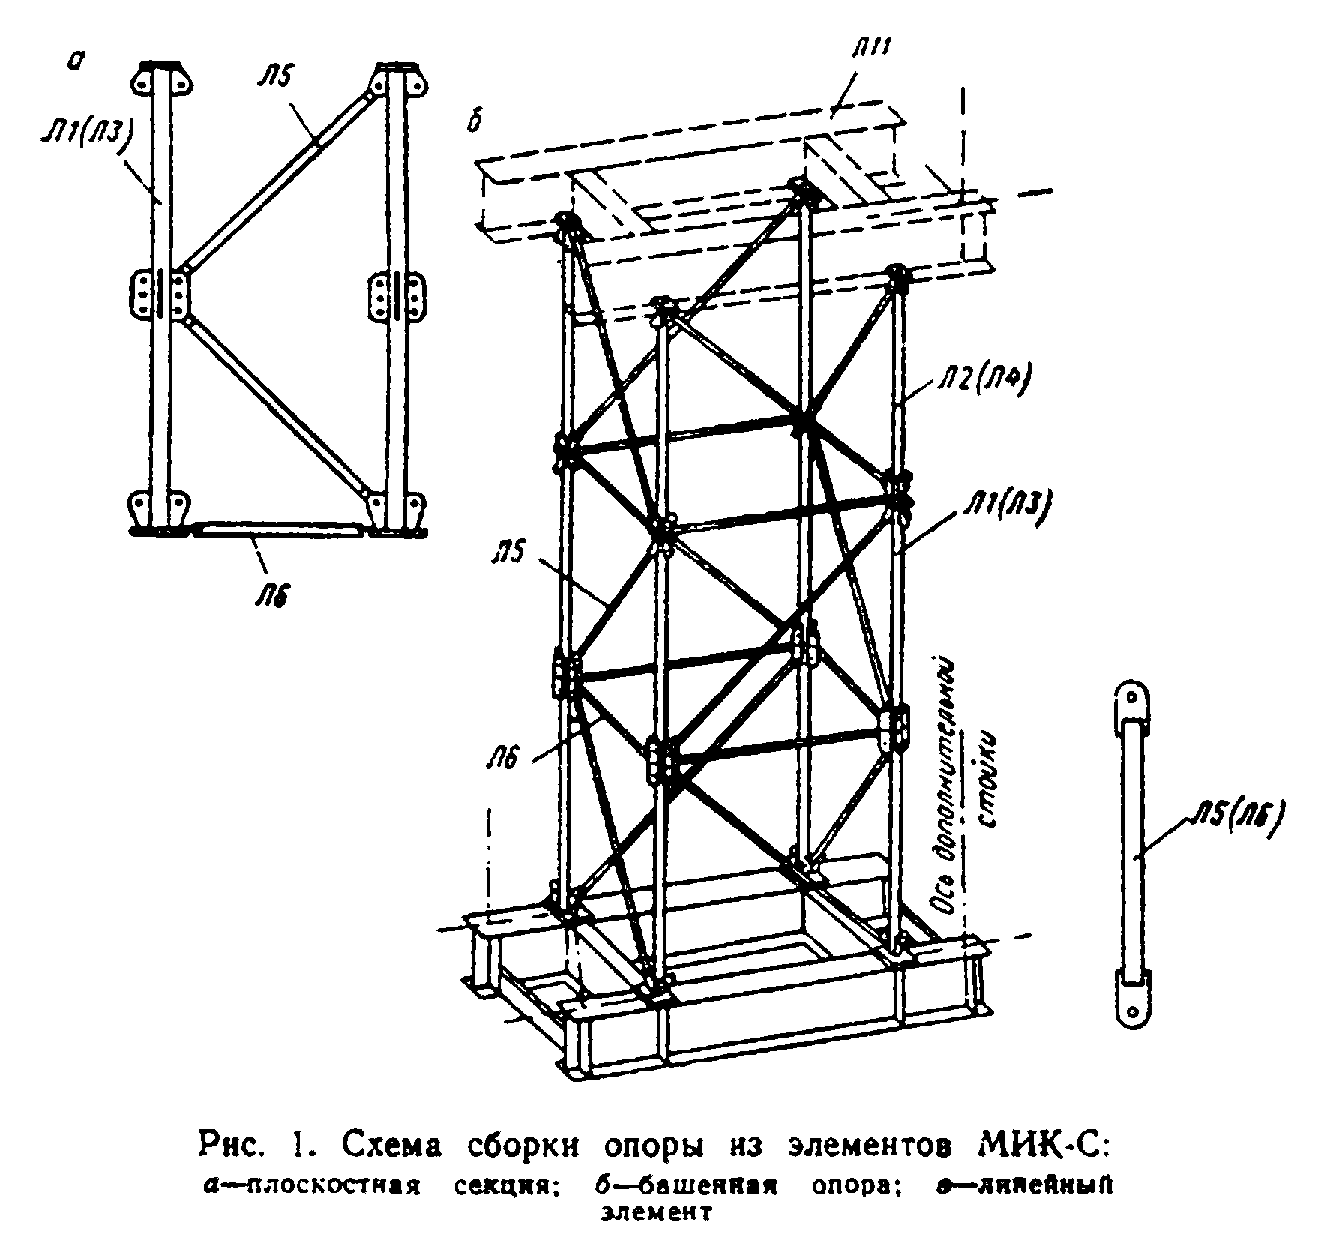 а
Л5
Л1(Л3)
Л6
б
Л11
Л2(Л4)
Л1(Л3)
Л5
Л6
Ось дополнительной
стойки
Л5(Л6)
Рис. 1. Схема сборки опоры из элементов МИК-С:
а—плоскостная секция; б—башенная опора; в—линейный
элемент